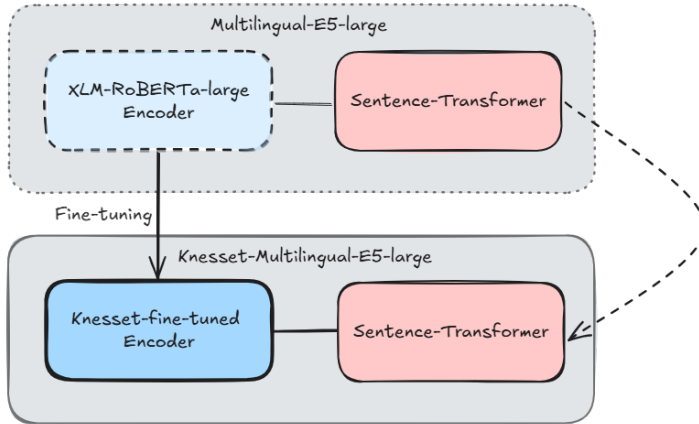 Multilingual-E5-large
XLM-RoBERTa-large
Encoder
Sentence-Transformer
Fine-tuning
Knesset-Multilingual-E5-large
Knesset-fine-tuned
Encoder
Sentence-Transformer